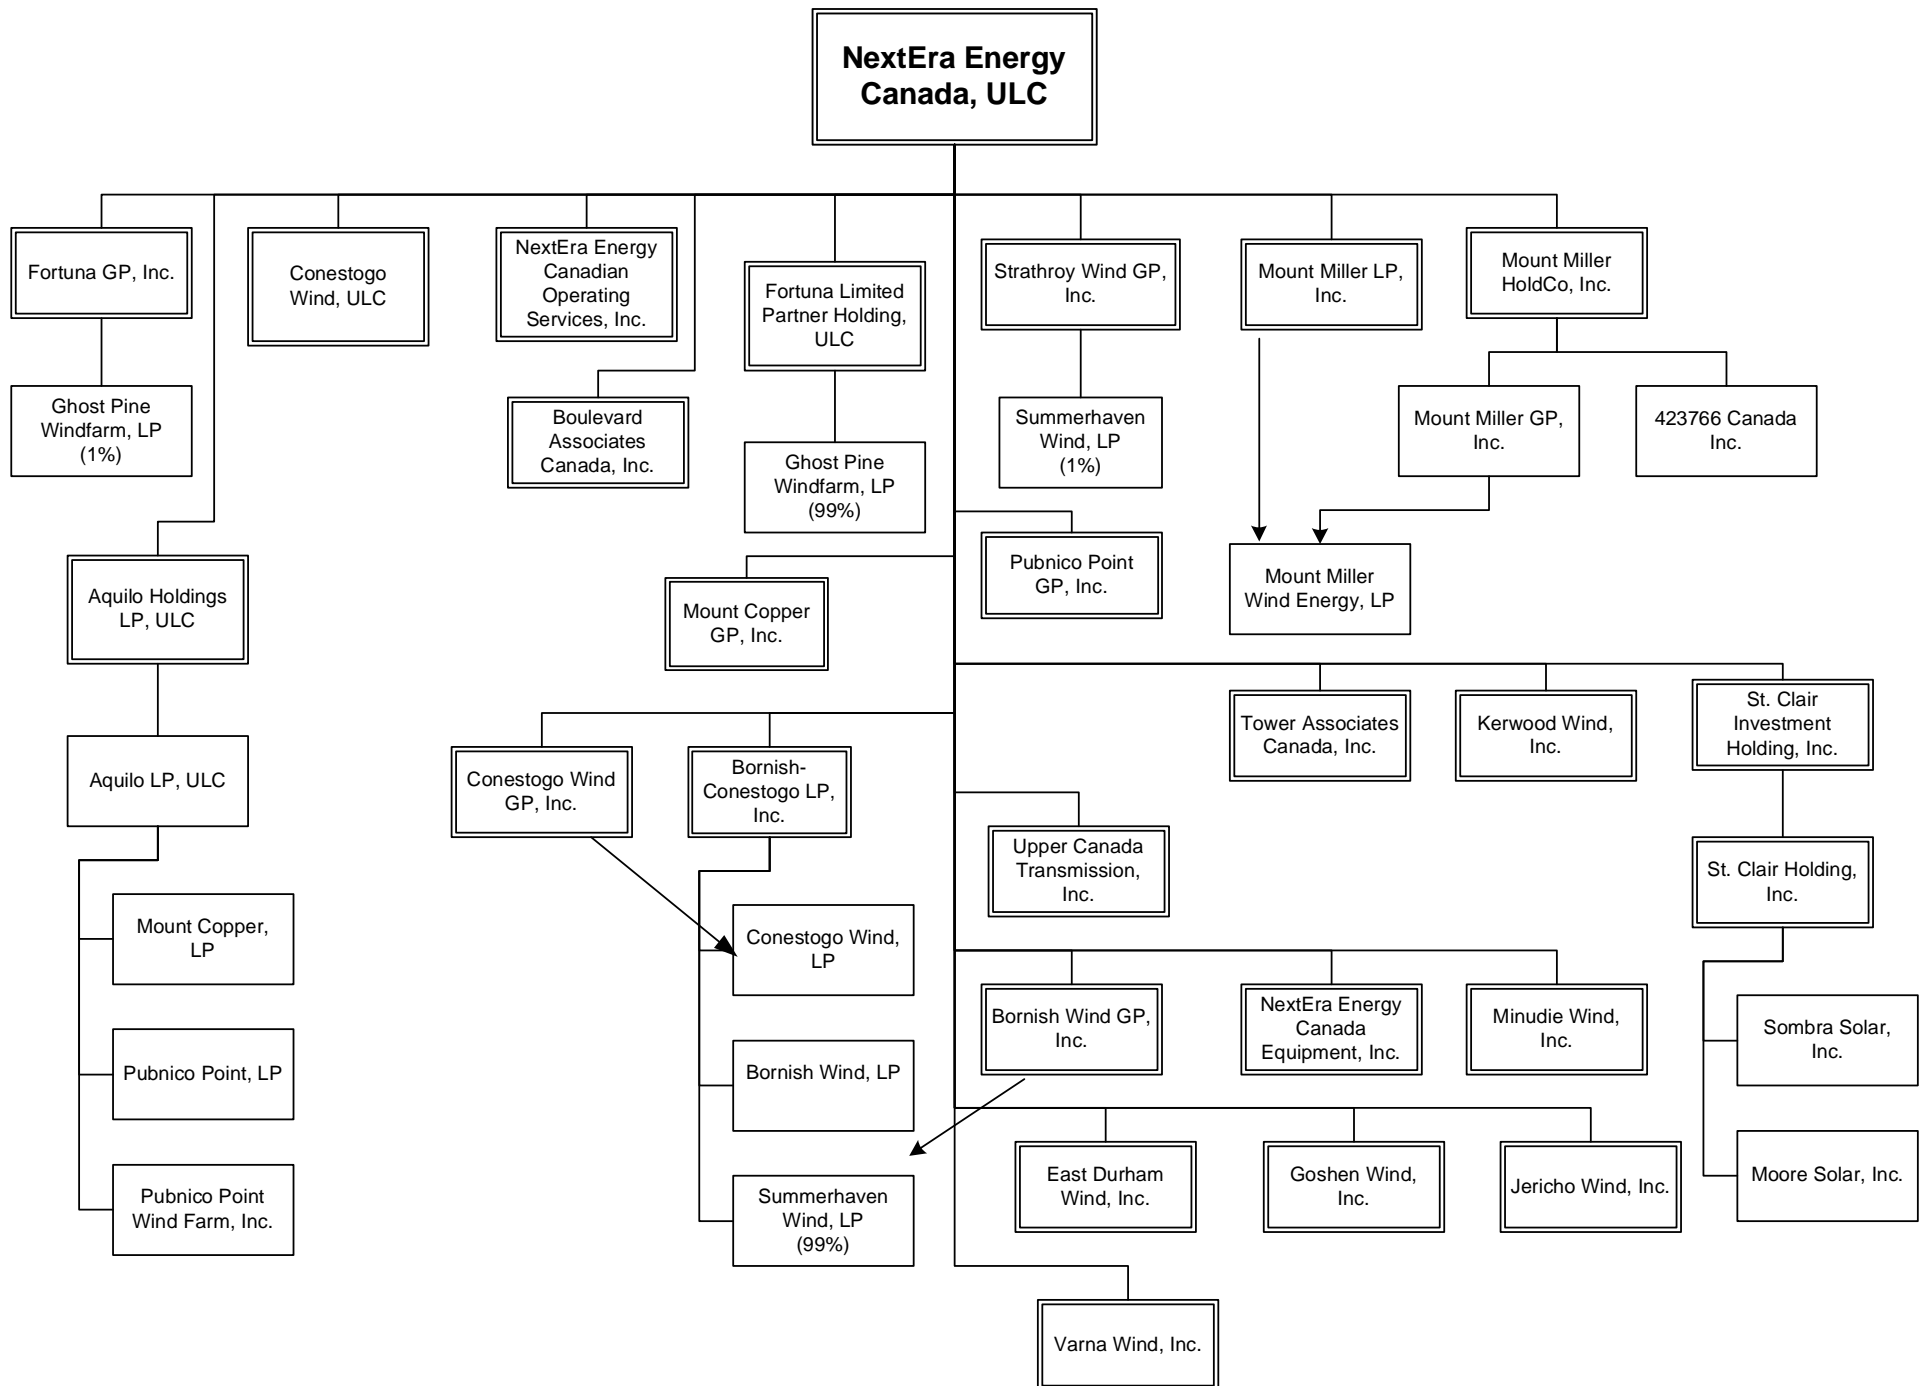 NextEra Energy
Canada, ULC
Fortuna GP, Inc.
Conestogo
Wind, ULC
NextEra Energy
Canadian
Operating
Services, Inc.
Fortuna Limited
Partner Holding,
ULC
Strathroy Wind GP,
Inc.
Mount Miller LP,
Inc.
Mount Miller
HoldCo, Inc.
Ghost Pine
Windfarm, LP
(1%)
Boulevard
Associates
Canada, Inc.
Ghost Pine
Windfarm, LP
(99%)
Summerhaven
Wind, LP
(1%)
Mount Miller GP,
Inc.
423766 Canada
Inc.
Aquilo Holdings
LP, ULC
Mount Copper
GP, Inc.
Pubnico Point
GP, Inc.
Mount Miller
Wind Energy, LP
Aquilo LP, ULC
Conestogo Wind
GP, Inc.
Bornish-
Conestogo LP,
Inc.
Tower Associates
Canada, Inc.
Kerwood Wind,
Inc.
St. Clair
Investment
Holding, Inc.
Upper Canada
Transmission,
Inc.
St. Clair Holding,
Inc.
Mount Copper,
LP
Conestogo Wind,
LP
Bornish Wind GP,
Inc.
NextEra Energy
Canada
Equipment, Inc.
Minudie Wind,
Inc.
Sombra Solar,
Inc.
Pubnico Point, LP
Bornish Wind, LP
Pubnico Point
Wind Farm, Inc.
Summerhaven
Wind, LP
(99%)
East Durham
Wind, Inc.
Goshen Wind,
Inc.
Jericho Wind, Inc.
Moore Solar, Inc.
Varna Wind, Inc.